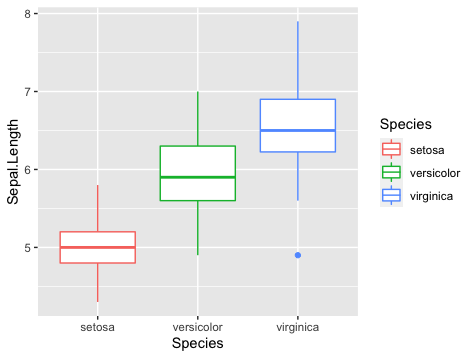 8
7
6
5
Sepal.Length
setosa
versicolor
virginica
Species
Species
setosa
versicolor
virginica